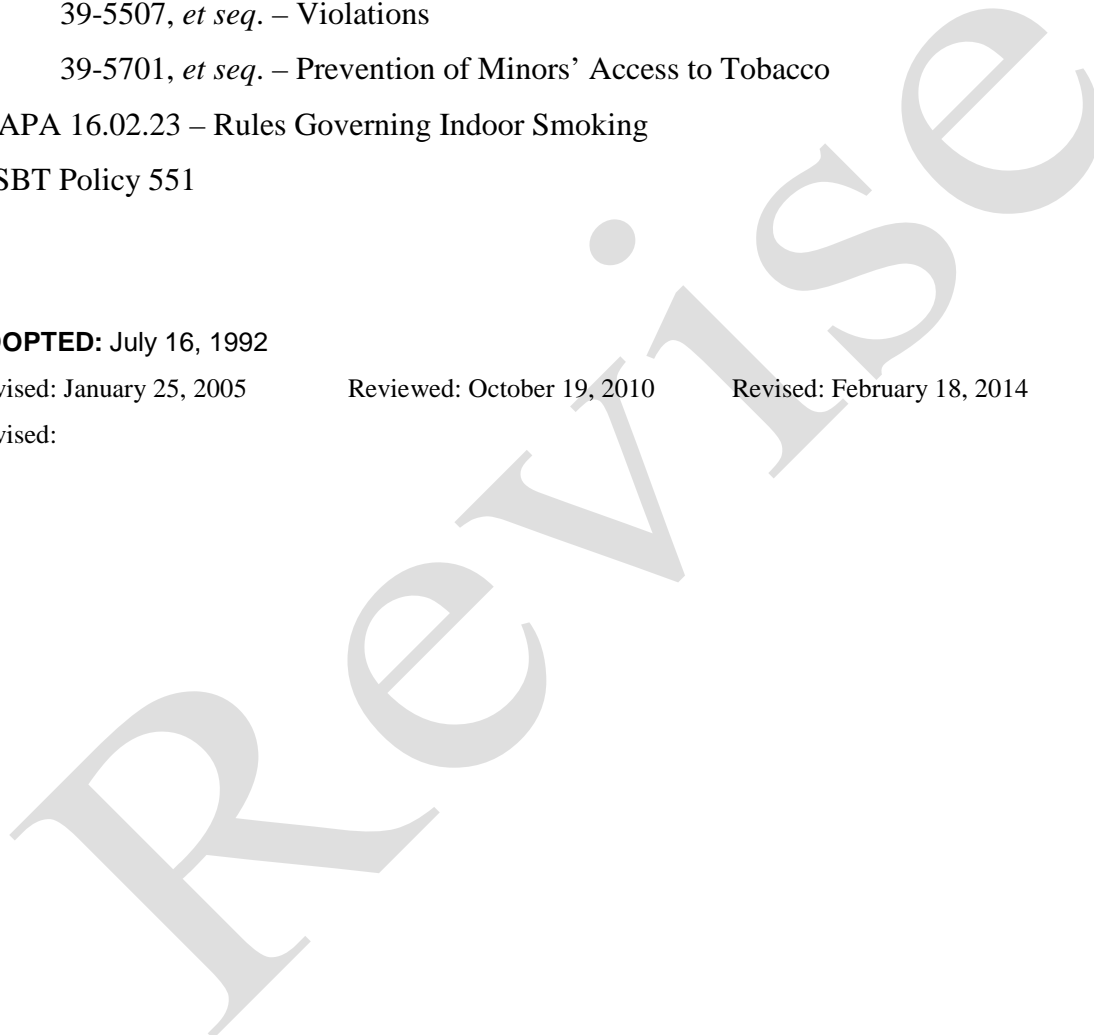 39-5507, et seq. – Violations
39-5701, et seq. – Prevention of Minors’ Access to Tobacco
APA 16.02.23 – Rules Governing Indoor Smoking
SBT Policy 551
OPTED: July 16, 1992
vised: January 25, 2005 Reviewed: October 19, 2010 Revised: February 18, 2014
vised:
Revise